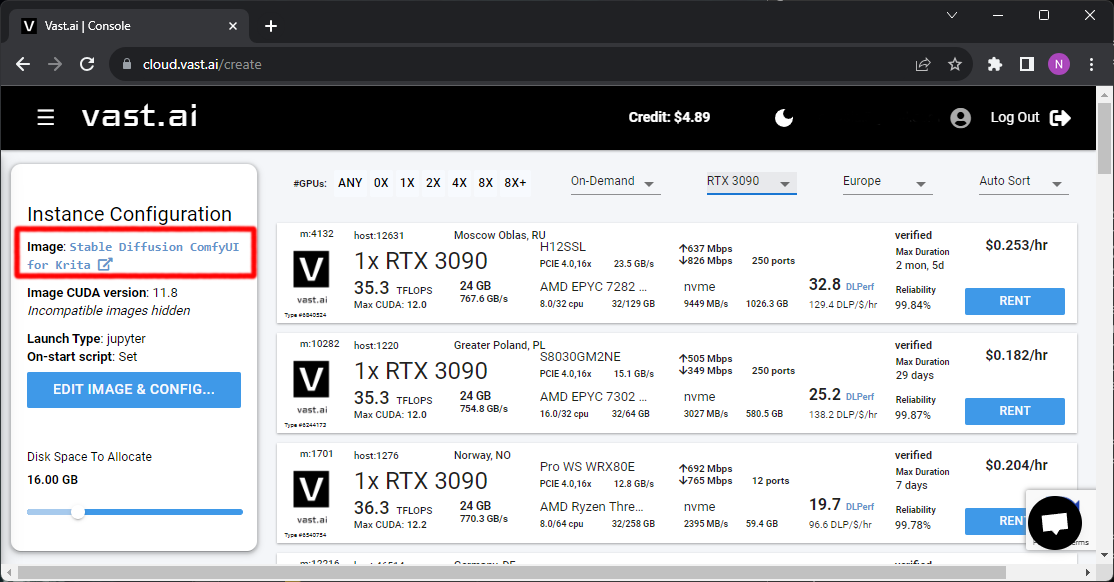 Vast.ai | Console
cloud.vast.ai/create
N
vast.ai
Credit: $4.89
Log Out
Instance Configuration
Image: Stable Diffusion ComfyUI
for Krita
Image CUDA version: 11.8
Incompatible images hidden
Launch Type: jupyter
On-start script: Set
EDIT IMAGE & CONFIG...
Disk Space To Allocate
16.00 GB
#GPUs: ANY 0X 1X 2X 4X 8X 8X+
On-Demand
RTX 3090
Europe
Auto Sort
m:4132 host:12631 Moscow Oblas, RU
1x RTX 3090
35.3 TFLOPS 24 GB
767.6 GB/s
Max CUDA: 12.0
vast.ai
Type #6840524
H12SSL
PCIE 4.0,16x 23.5 GB/s
AMD EPYC 7282 ...
8.0/32 cpu 32/129 GB
↑637 Mbps
↓826 Mbps 250 ports
nvme
9449 MB/s 1026.3 GB
32.8 DLPerf
129.4 DLP/$/hr
verified
Max Duration
2 mon, 5d
Reliability
99.84%
$0.253/hr
RENT
m:10282 host:1220 Greater Poland, PL
1x RTX 3090
35.3 TFLOPS 24 GB
754.8 GB/s
Max CUDA: 12.0
vast.ai
Type #6244173
S8030GM2NE
PCIE 4.0,16x 15.1 GB/s
AMD EPYC 7302 ...
16.0/32 cpu 32/64 GB
↑505 Mbps
↓349 Mbps 250 ports
nvme
3027 MB/s 580.5 GB
25.2 DLPerf
138.2 DLP/$/hr
verified
Max Duration
29 days
Reliability
99.87%
$0.182/hr
RENT
m:1701 host:1276 Norway, NO
1x RTX 3090
36.3 TFLOPS 24 GB
770.3 GB/s
Max CUDA: 12.2
vast.ai
Type #6540754
Pro WS WRX80E
PCIE 4.0,16x 12.8 GB/s
AMD Ryzen Thre...
8.0/64 cpu 32/258 GB
↑692 Mbps
↓765 Mbps 12 ports
nvme
2395 MB/s 59.4 GB
19.7 DLPerf
96.6 DLP/$/hr
verified
Max Duration
7 days
Reliability
99.78%
$0.204/hr